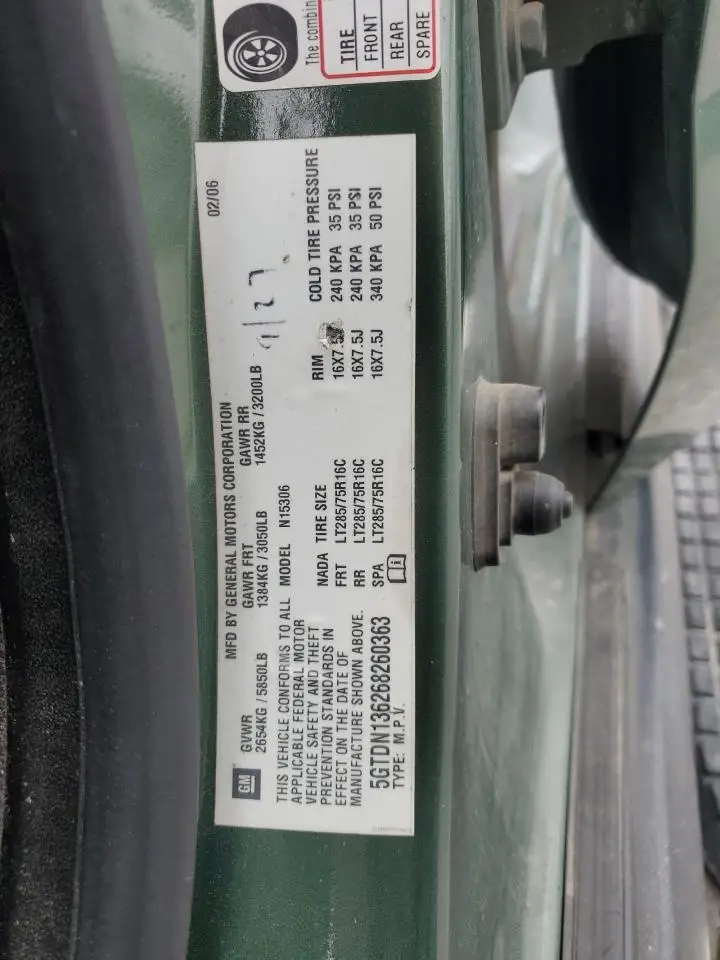 The combin
TIRE
FRONT
REAR
SPARE
GM
MFD BY GENERAL MOTORS CORPORATION 02/06
GVWR GAWR FRT GAWR RR
2654KG / 5850LB 1384KG / 3050LB 1452KG / 3200LB
THIS VEHICLE CONFORMS TO ALL
APPLICABLE FEDERAL MOTOR
VEHICLE SAFETY AND THEFT
PREVENTION STANDARDS IN
EFFECT ON THE DATE OF
MANUFACTURE SHOWN ABOVE.
5GTDN136268260363
TYPE: M.P.V.
MODEL N15306
NADA TIRE SIZE RIM COLD TIRE PRESSURE
FRT LT285/75R16C 16X7.5J 240 KPA 35 PSI
RR LT285/75R16C 16X7.5J 240 KPA 35 PSI
SPA LT285/75R16C 16X7.5J 340 KPA 50 PSI